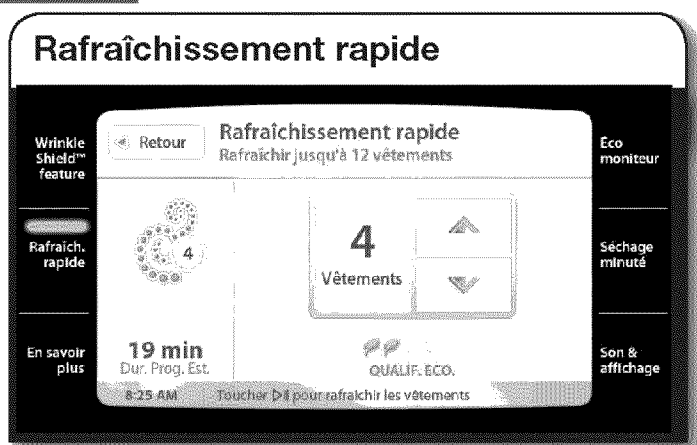 Rafraîchissement rapide
Wrinkle
Shield™
feature
Retour
Rafraîchissement rapide
Rafraîchir jusqu'à 12 vêtements
Éco
moniteur
Rafraich.
rapide
4
4
Vêtements
Séchage
minuté
En savoir
plus
19 min
Dur. Prog. Est.
QUALIF. ECO.
Son &
affichage
8:25 AM
Toucher pour rafraîchir les vêtements